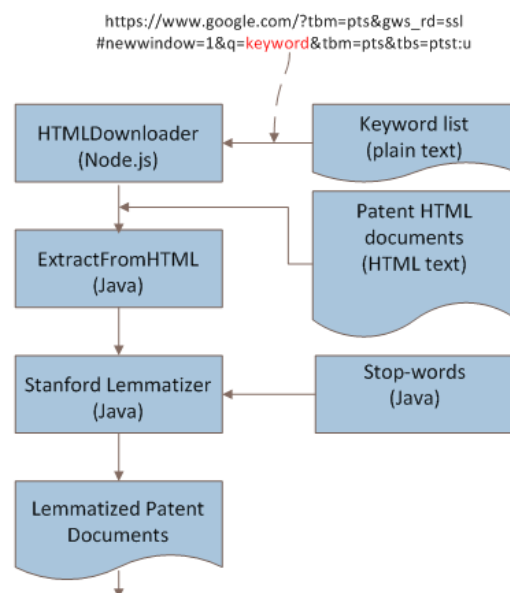 https://www.google.com/?tbm=pts&gws_rd=ssl
#newwindow=1&q=keyword&tbm=pts&tbs=ptst:u
HTMLDownloader
(Node.js)
Keyword list
(plain text)
Patent HTML
documents
(HTML text)
ExtractFromHTML
(Java)
Stanford Lemmatizer
(Java)
Stop-words
(Java)
Lemmatized Patent
Documents